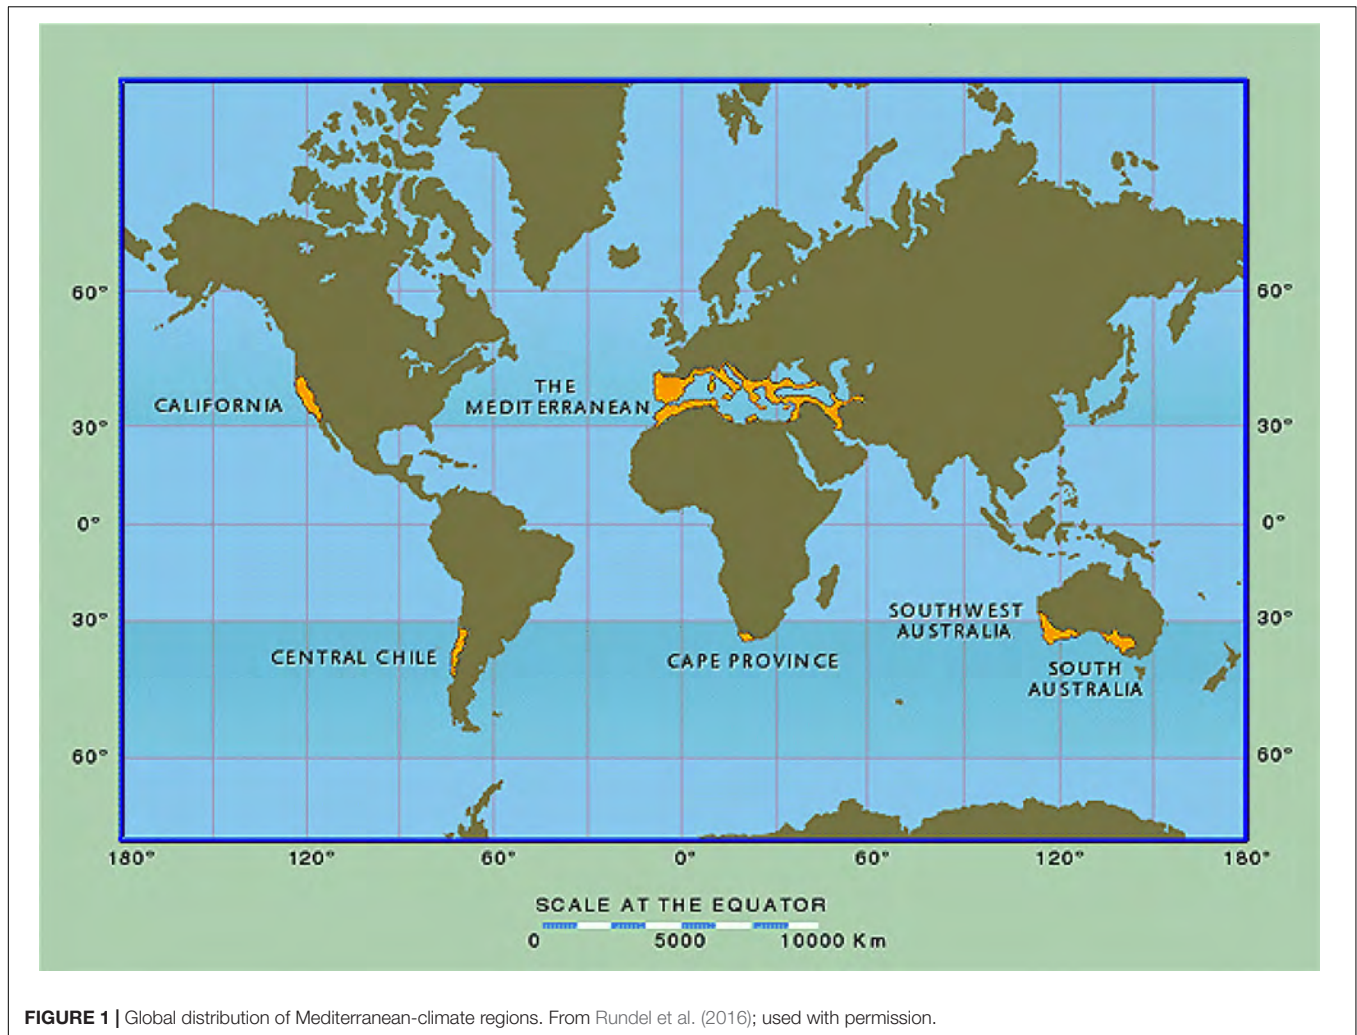 60°
60°
CALIFORNIA
THE
MEDITERRANEAN
30°
30°
0°
0°
30°
30°
SOUTHWEST
AUSTRALIA
CENTRAL CHILE
CAPE PROVINCE
SOUTH
AUSTRALIA
60°
60°
180°
120°
60°
0°
60°
120°
180°
SCALE AT THE EQUATOR
0
5000
10000 Km
FIGURE 1 | Global distribution of Mediterranean-climate regions. From Rundel et al. (2016); used with permission.